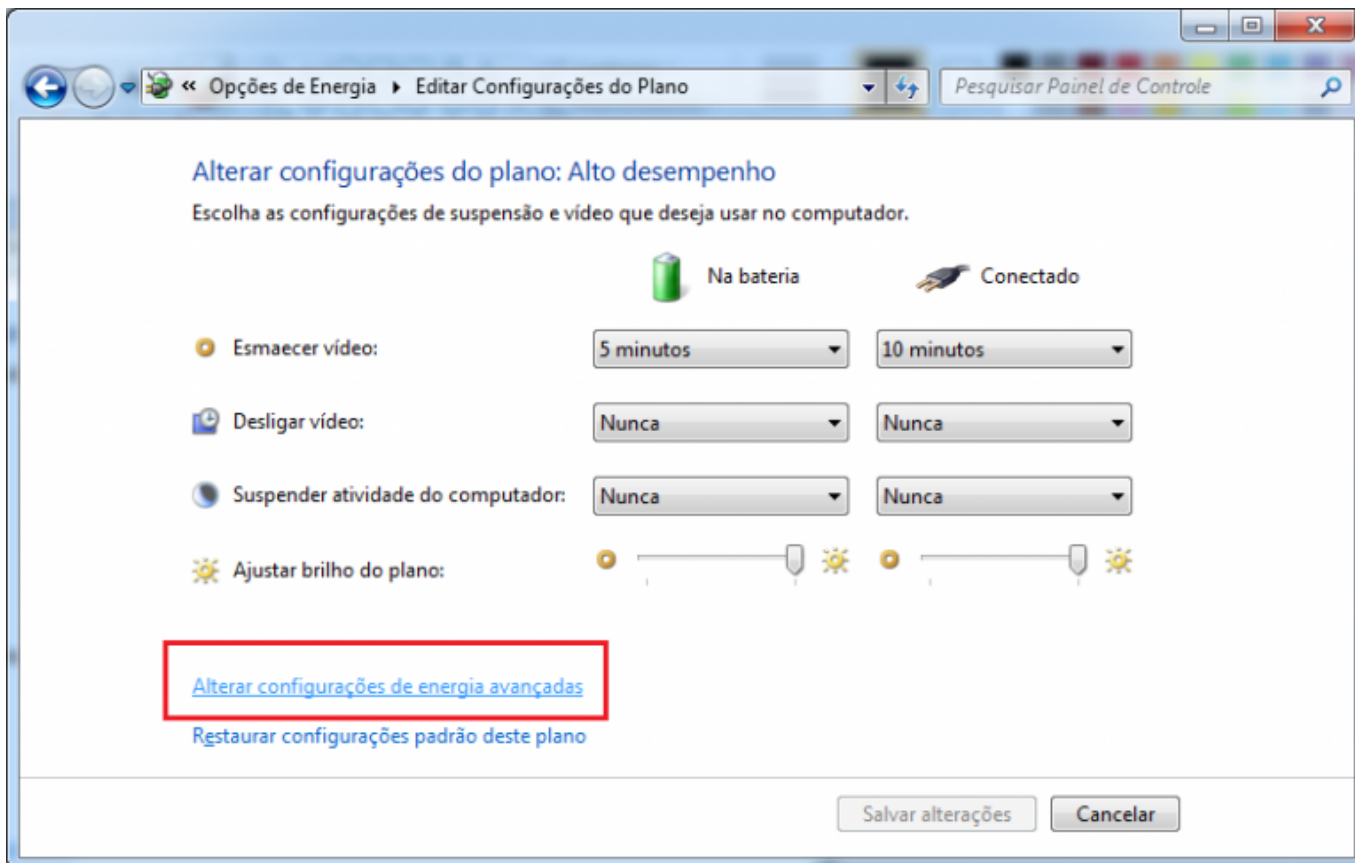 « Opções de Energia ▸ Editar Configurações do Plano
Pesquisar Painel de Controle
Alterar configurações do plano: Alto desempenho
Escolha as configurações de suspensão e vídeo que deseja usar no computador.
Na bateria
Conectado
Esmaecer vídeo: 5 minutos 10 minutos
Desligar vídeo: Nunca Nunca
Suspender atividade do computador: Nunca Nunca
Ajustar brilho do plano:
Alterar configurações de energia avançadas
Restaurar configurações padrão deste plano
Salvar alterações Cancelar